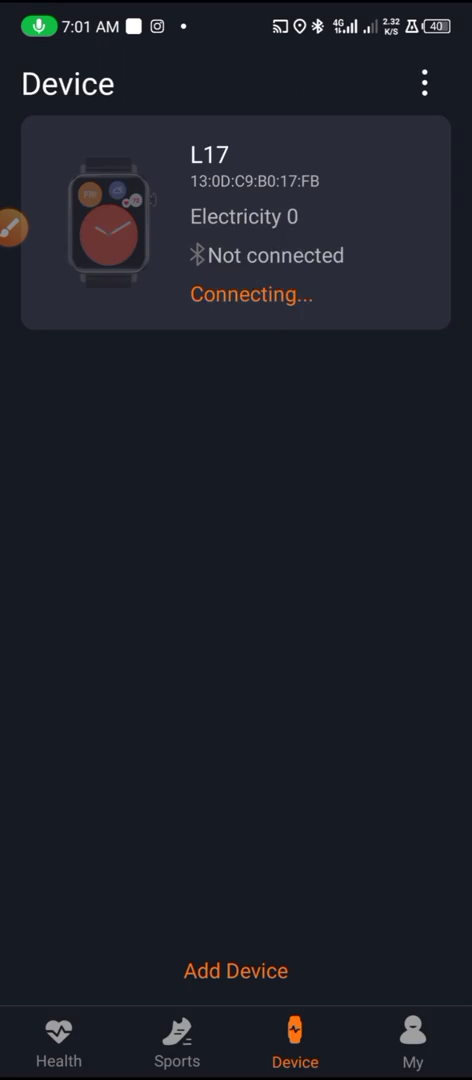 7:01 AM
4G
2.32 K/S
40
Device
L17
13:0D:C9:B0:17:FB
Electricity 0
Not connected
Connecting...
Add Device
Health
Sports
Device
My